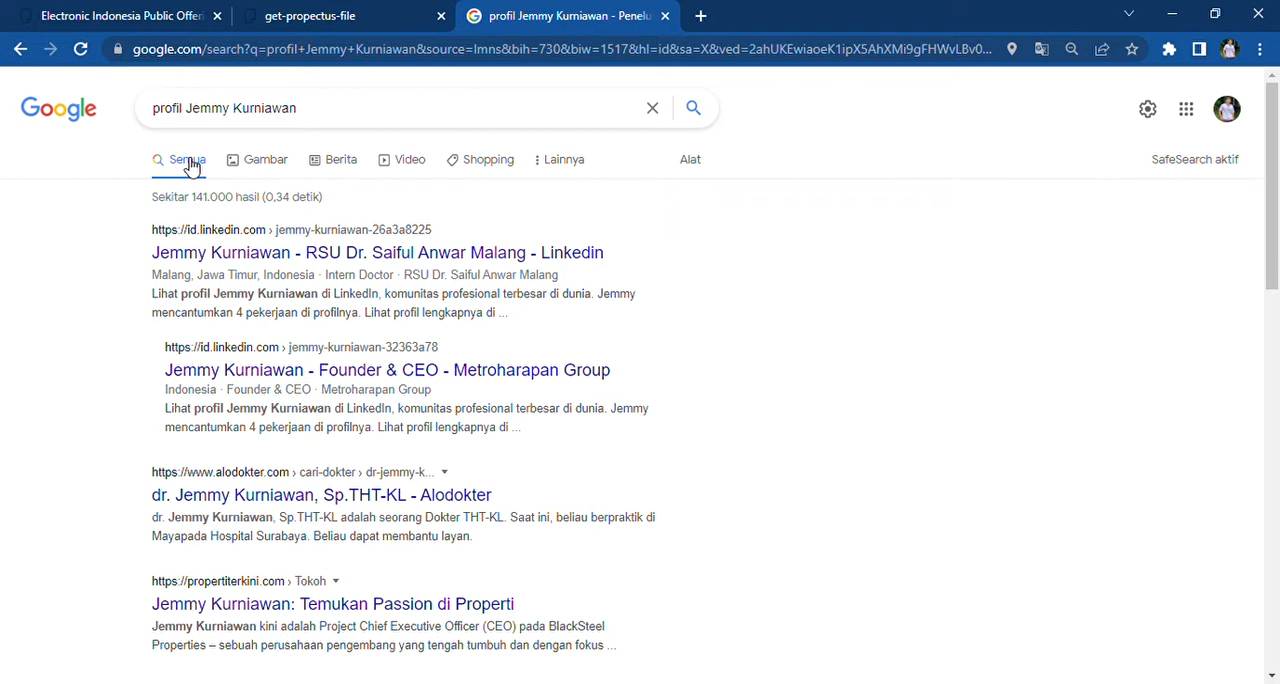 Electronic Indonesia Public Offeri
get-propectus-file
profil Jemmy Kurniawan - Penelu
google.com/search?q=profil+Jemmy+Kurniawan&source=lmns&bih=730&biw=1517&hl=id&sa=X&ved=2ahUKEwiaoeK1ipX5AhXMi9gFHWvLBv0...
Google
profil Jemmy Kurniawan
Semua
Gambar
Berita
Video
Shopping
Lainnya
Alat
SafeSearch aktif
Sekitar 141.000 hasil (0,34 detik)
https://id.linkedin.com › jemmy-kurniawan-26a3a8225
Jemmy Kurniawan - RSU Dr. Saiful Anwar Malang - Linkedin
Malang, Jawa Timur, Indonesia · Intern Doctor · RSU Dr. Saiful Anwar Malang
Lihat profil Jemmy Kurniawan di LinkedIn, komunitas profesional terbesar di dunia. Jemmy
mencantumkan 4 pekerjaan di profilnya. Lihat profil lengkapnya di ...
https://id.linkedin.com › jemmy-kurniawan-32363a78
Jemmy Kurniawan - Founder & CEO - Metroharapan Group
Indonesia · Founder & CEO · Metroharapan Group
Lihat profil Jemmy Kurniawan di LinkedIn, komunitas profesional terbesar di dunia. Jemmy
mencantumkan 4 pekerjaan di profilnya. Lihat profil lengkapnya di ...
https://www.alodokter.com › cari-dokter › dr-jemmy-k...
dr. Jemmy Kurniawan, Sp.THT-KL - Alodokter
dr. Jemmy Kurniawan, Sp.THT-KL adalah seorang Dokter THT-KL. Saat ini, beliau berpraktik di
Mayapada Hospital Surabaya. Beliau dapat membantu layan.
https://propertiterkini.com › Tokoh
Jemmy Kurniawan: Temukan Passion di Properti
Jemmy Kurniawan kini adalah Project Chief Executive Officer (CEO) pada BlackSteel
Properties – sebuah perusahaan pengembang yang tengah tumbuh dan dengan fokus ...